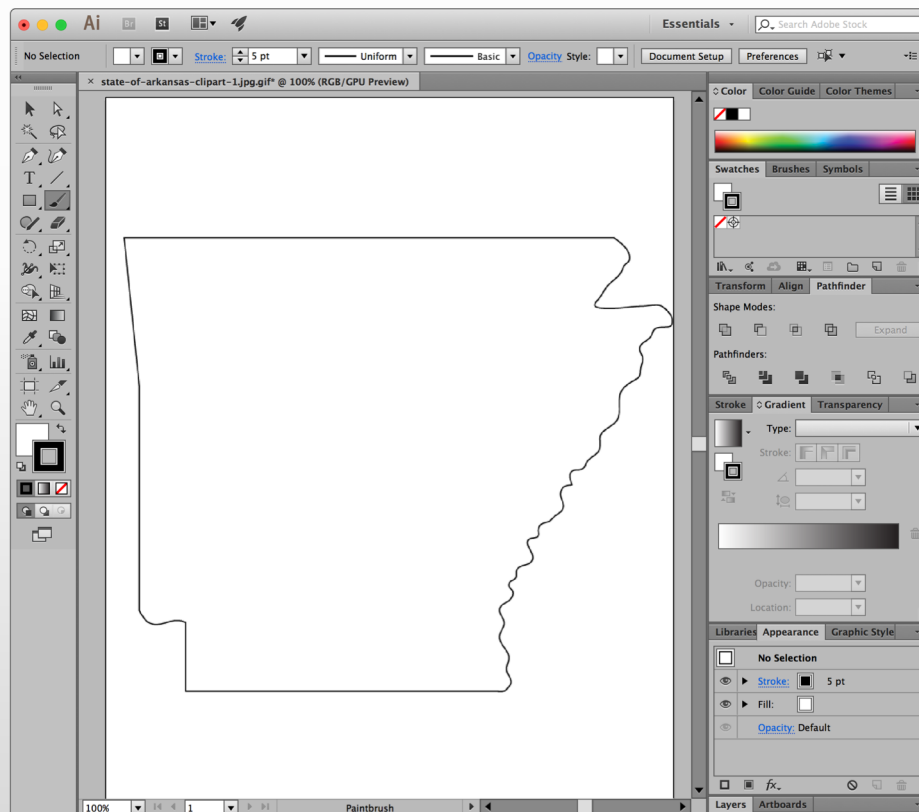 Ai Br St Essentials Search Adobe Stock
No Selection Stroke: 5 pt Uniform Basic Opacity Style: Document Setup Preferences
× state-of-arkansas-clipart-1.jpg.gif* @ 100% (RGB/GPU Preview)
Color Color Guide Color Themes
Swatches Brushes Symbols
Transform Align Pathfinder
Shape Modes:
Expand
Pathfinders:
Stroke Gradient Transparency
Type:
Stroke:
Opacity:
Location:
Libraries Appearance Graphic Style
No Selection
Stroke: 5 pt
Fill:
Opacity: Default
fx.
Layers Artboards
100% 1 Paintbrush